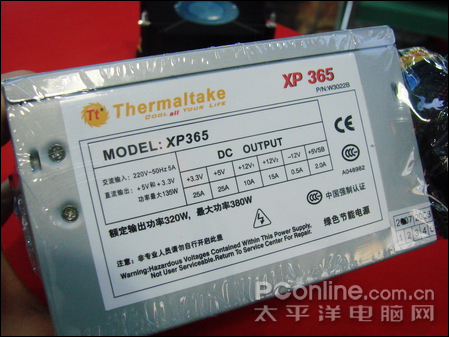 Tt
Thermaltake
COOL all YOUR LIFE
XP 365
P/N:W3022B
MODEL: XP365
交流输入: 220V~50Hz 5A
直流输出: +5V和+3.3V
最大功率135W
DC OUTPUT
+3.3V +5V +12V1 +12V2 -12V +5VSB
25A 25A 10A 15A 0.5A 2.0A
额定输出功率320W, 最大功率380W
CE
A048982
中国强制认证
绿色节能电源
注意: 非专业人员请勿自行开启此盖
Warning:Hazardous Voltages Contained Within This Power Supply
Not User Serviceable.Return To Service Center For Repair.
PConline.com.cn
太平洋电脑网